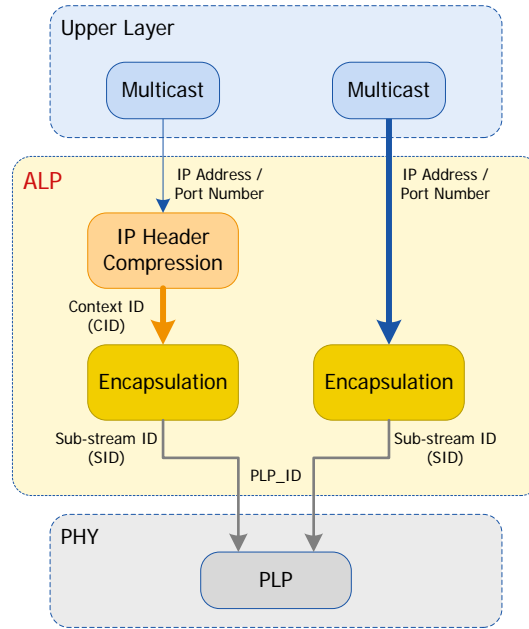 Upper Layer
Multicast
Multicast
ALP
IP Address /
Port Number
IP Address /
Port Number
IP Header
Compression
Context ID
(CID)
Encapsulation
Encapsulation
Sub-stream ID
(SID)
PLP_ID
Sub-stream ID
(SID)
PHY
PLP